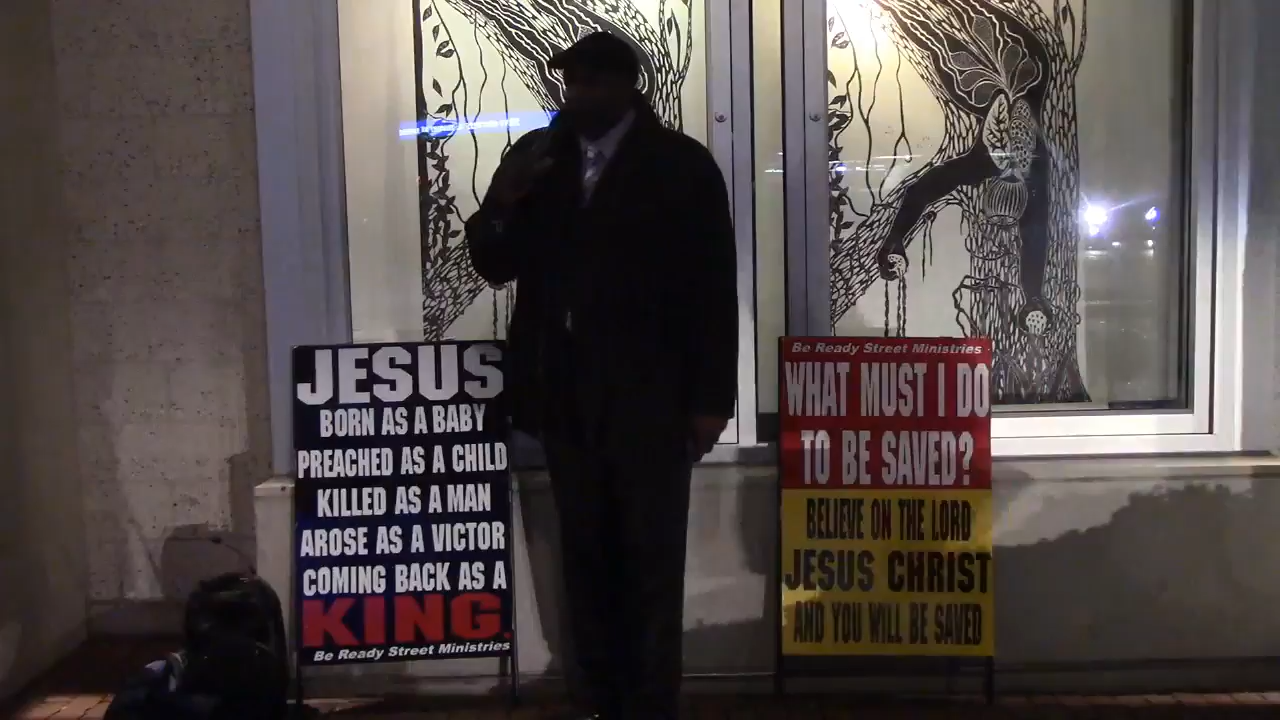 JESUS
BORN AS A BABY
PREACHED AS A CHILD
KILLED AS A MAN
AROSE AS A VICTOR
COMING BACK AS A
KING.
Be Ready Street Ministries
Be Ready Street Ministries
WHAT MUST I DO
TO BE SAVED?
BELIEVE ON THE LORD
JESUS CHRIST
AND YOU WILL BE SAVED